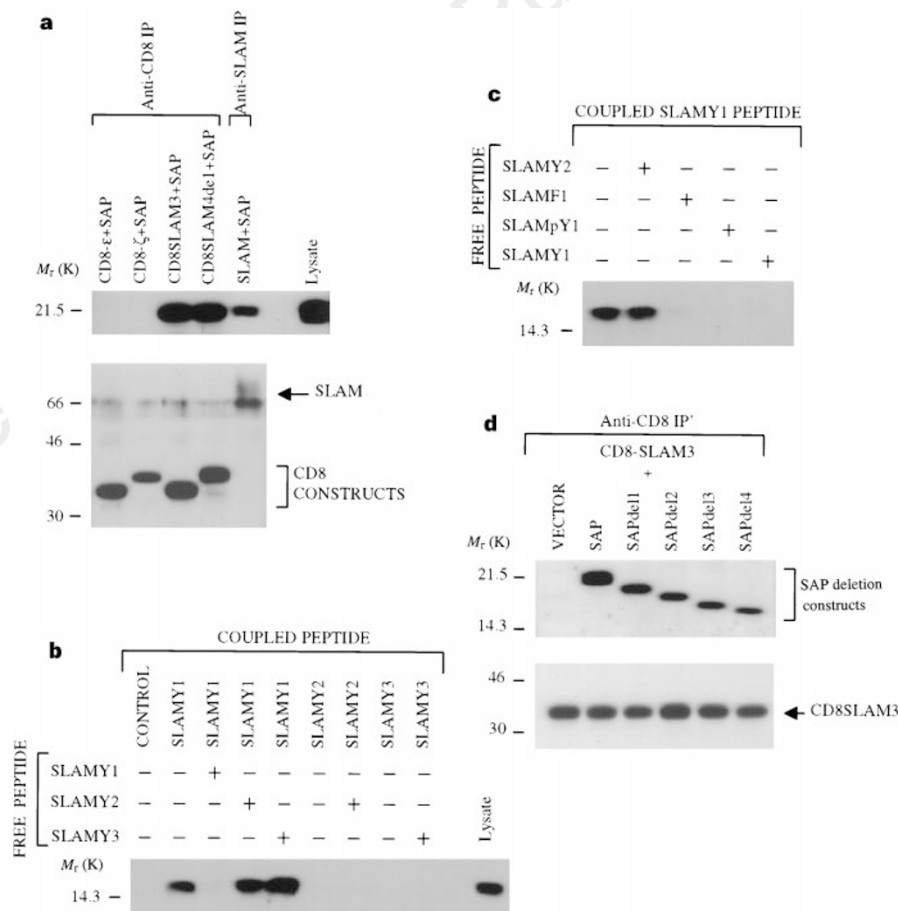 a
Anti-CD8 IP
Anti-SLAM IP
CD8-ε+SAP
CD8-ζ+SAP
CD8SLAM3+SAP
CD8SLAM4del+SAP
SLAM+SAP
Lysate
Mr (K)
21.5
66
46
30
SLAM
CD8
CONSTRUCTS
b
COUPLED PEPTIDE
CONTROL
SLAMY1
SLAMY1
SLAMY1
SLAMY1
SLAMY2
SLAMY2
SLAMY3
SLAMY3
Lysate
FREE PEPTIDE
SLAMY1 – – + – – – – – –
SLAMY2 – – – + – – + – –
SLAMY3 – – – – + – – – +
Mr (K)
14.3
c
COUPLED SLAMY1 PEPTIDE
FREE PEPTIDE
SLAMY2 – + – – –
SLAMF1 – – + – –
SLAMpY1 – – – + –
SLAMY1 – – – – +
Mr (K)
14.3
d
Anti-CD8 IP'
CD8-SLAM3
+
VECTOR
SAP
SAPdel1
SAPdel2
SAPdel3
SAPdel4
Mr (K)
21.5
14.3
SAP deletion
constructs
46
30
CD8SLAM3